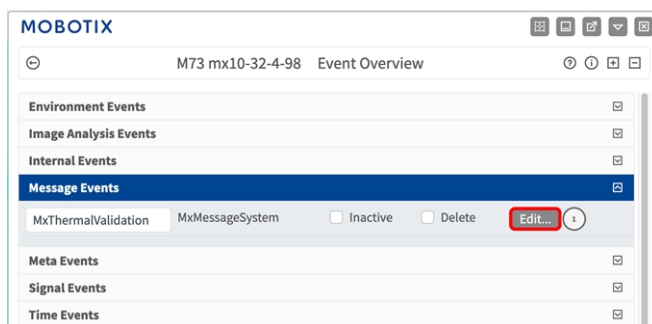 MOBOTIX
M73 mx10-32-4-98 Event Overview
Environment Events
Image Analysis Events
Internal Events
Message Events
MxThermalValidation MxMessageSystem Inactive Delete Edit... 1
Meta Events
Signal Events
Time Events